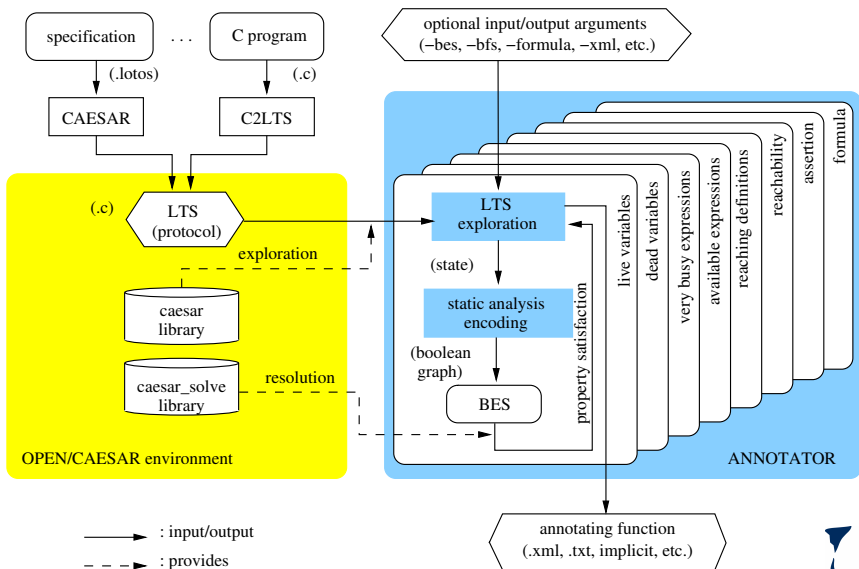 specification
. . .
C program
optional input/output arguments
(–bes, –bfs, –formula, –xml, etc.)
(.lotos)
(.c)
CAESAR
C2LTS
(.c)
LTS
(protocol)
exploration
caesar
library
caesar_solve
library
resolution
OPEN/CAESAR environment
LTS
exploration
(state)
static analysis
encoding
(boolean
graph)
BES
property satisfaction
live variables
dead variables
very busy expressions
available expressions
reaching definitions
reachability
assertion
formula
ANNOTATOR
annotating function
(.xml, .txt, implicit, etc.)
: input/output
: provides